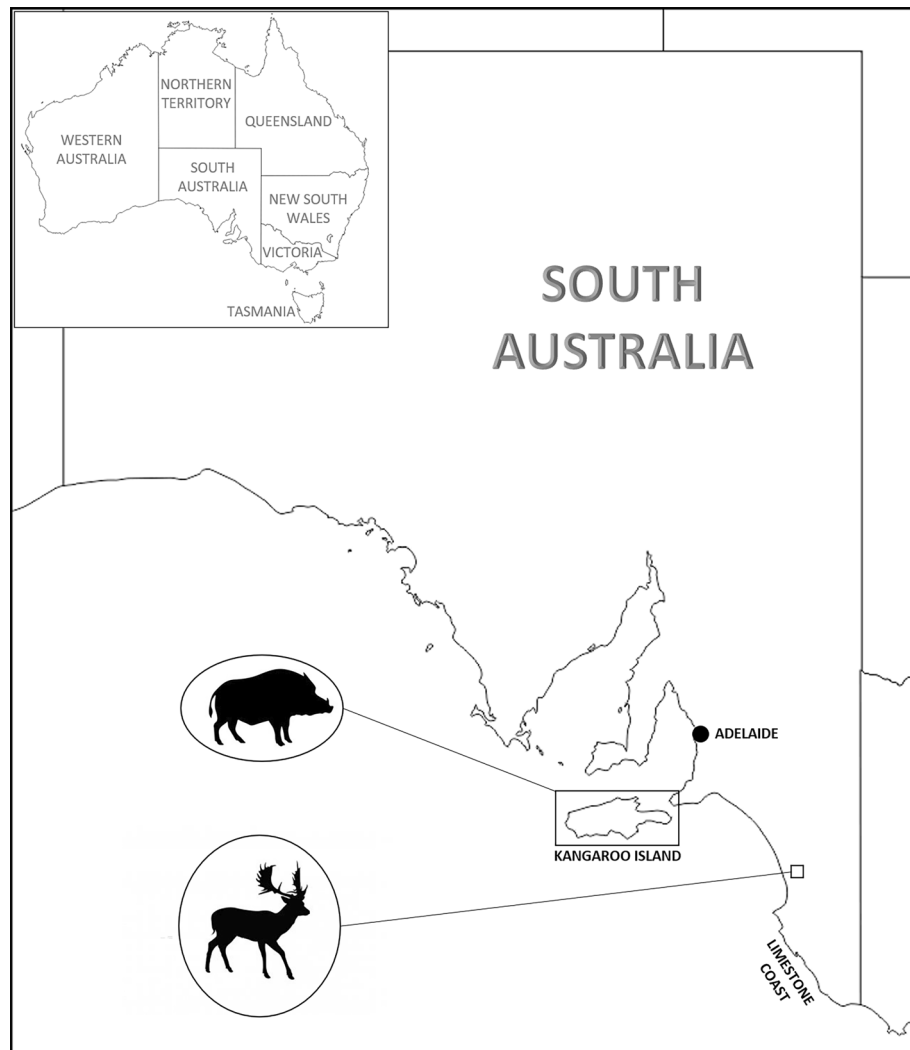 NORTHERN
TERRITORY
QUEENSLAND
WESTERN
AUSTRALIA
SOUTH
AUSTRALIA
NEW SOUTH
WALES
VICTORIA
TASMANIA
SOUTH
AUSTRALIA
ADELAIDE
KANGAROO ISLAND
LIMESTONE
COAST